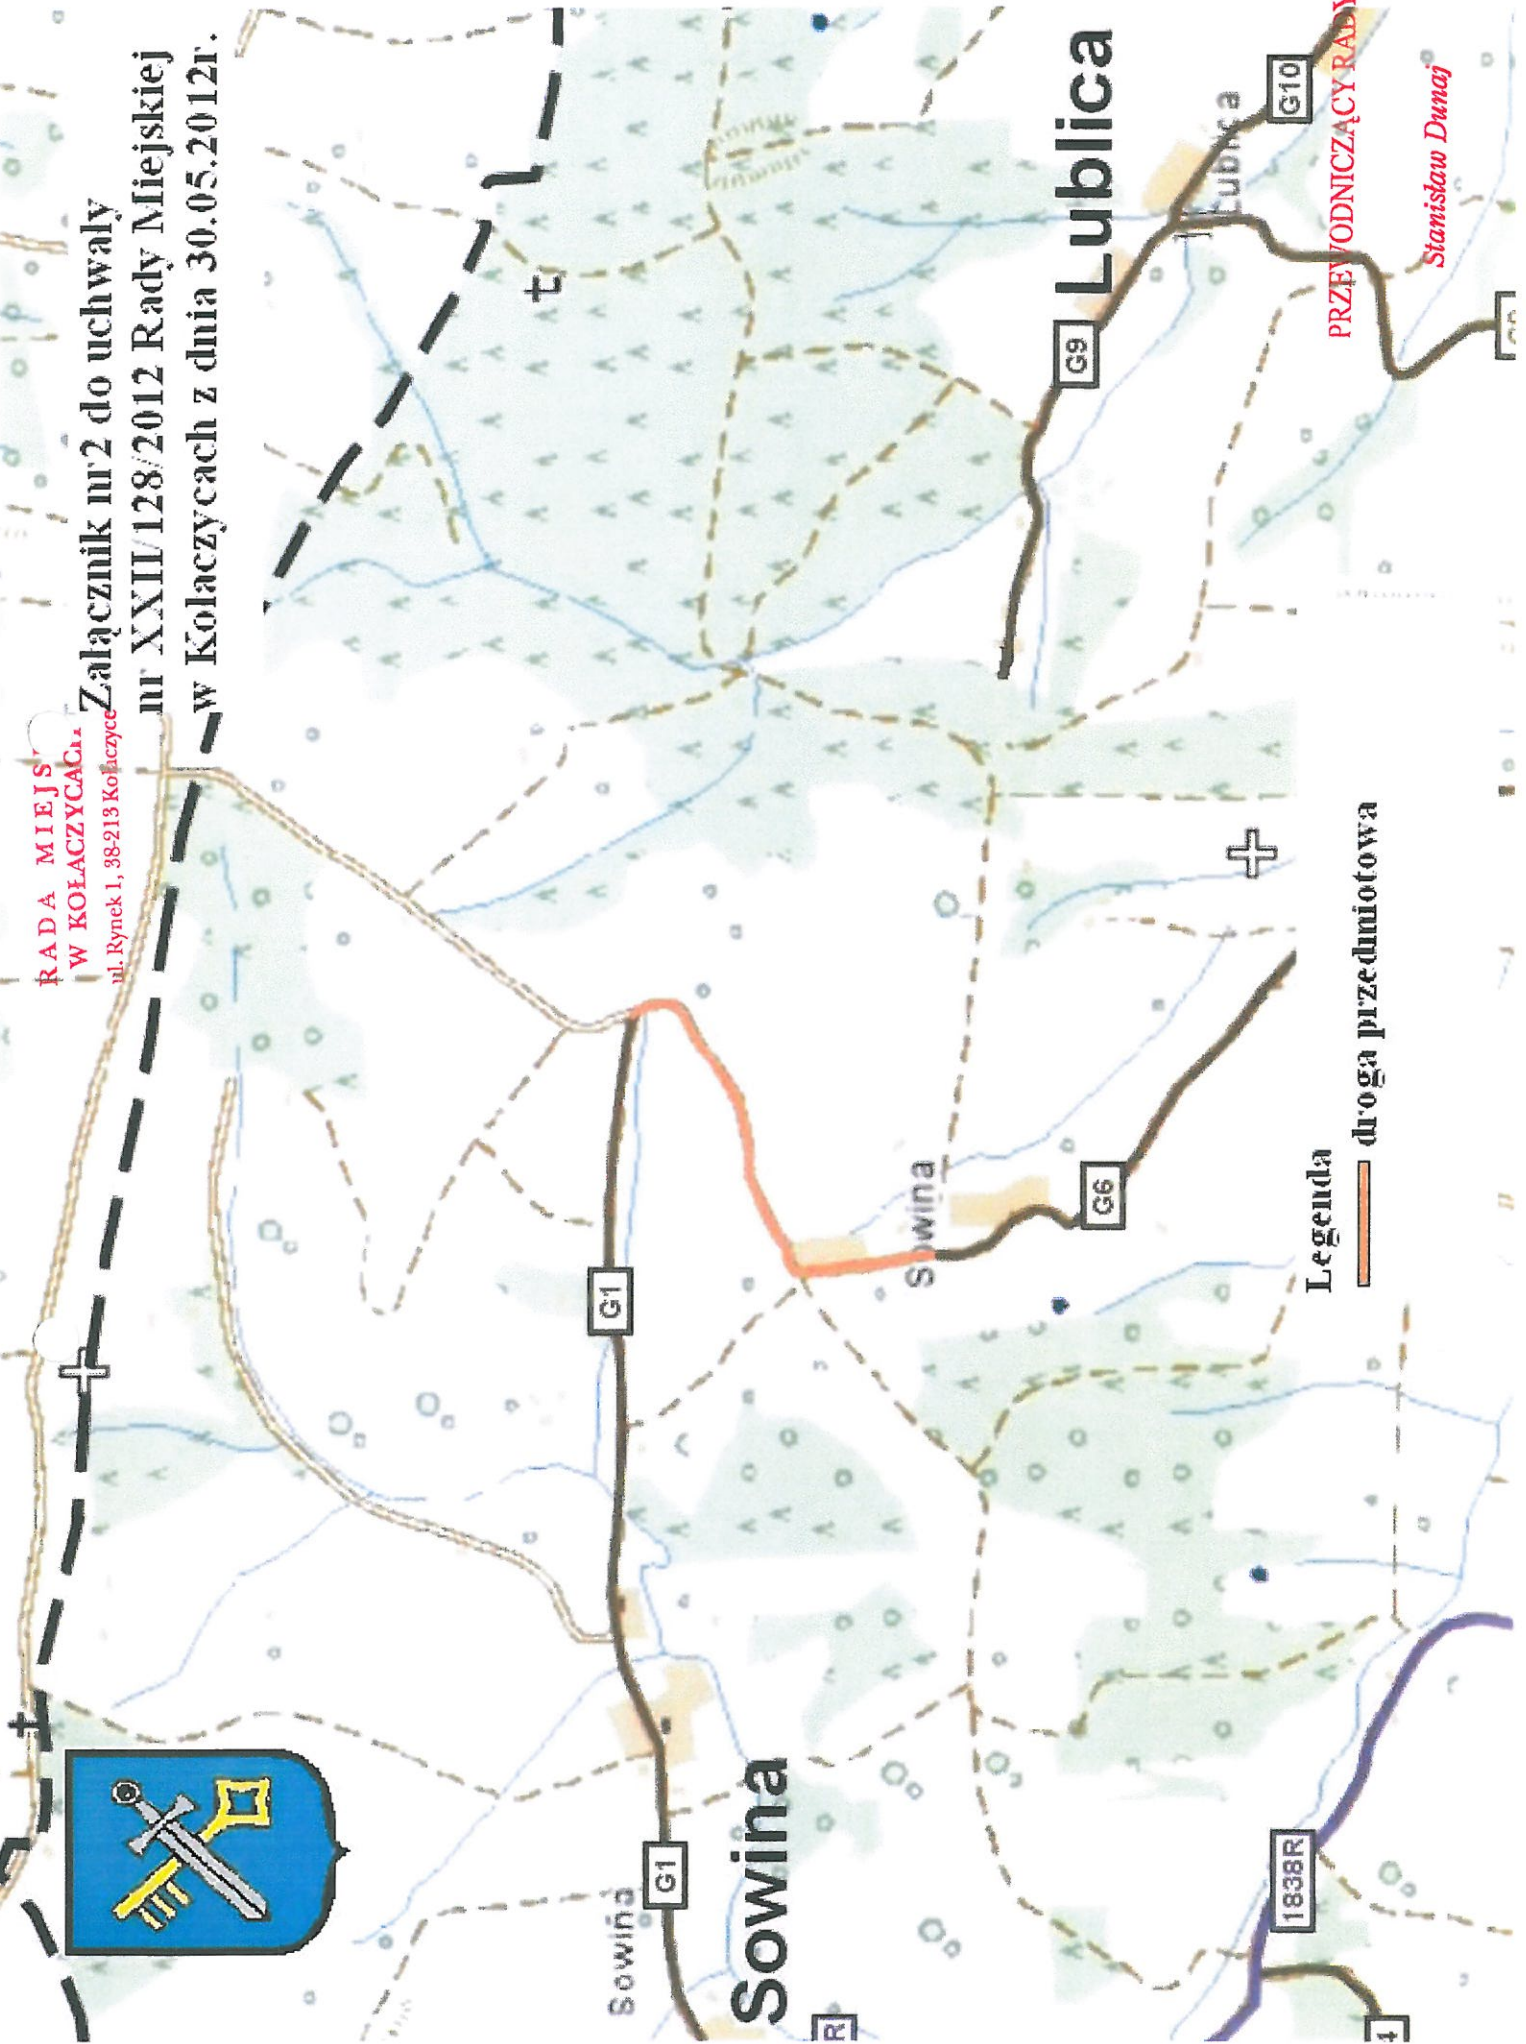 RADA MIEJS
W KOŁACZYCACH
ul. Rynek 1, 38-213 Kołaczyce
Załącznik nr 2 do uchwały
nr XXII/128/2012 Rady Miejskiej
w Kołaczycach z dnia 30.05.2012r.
G1
Sowina
G1
Sowina
R
Sowina
G6
G9
Lublica
Lublica
G10
1838R
4
Legenda
droga przedmiotowa
PRZEWODNICZĄCY RADY
Stanisław Dunaj